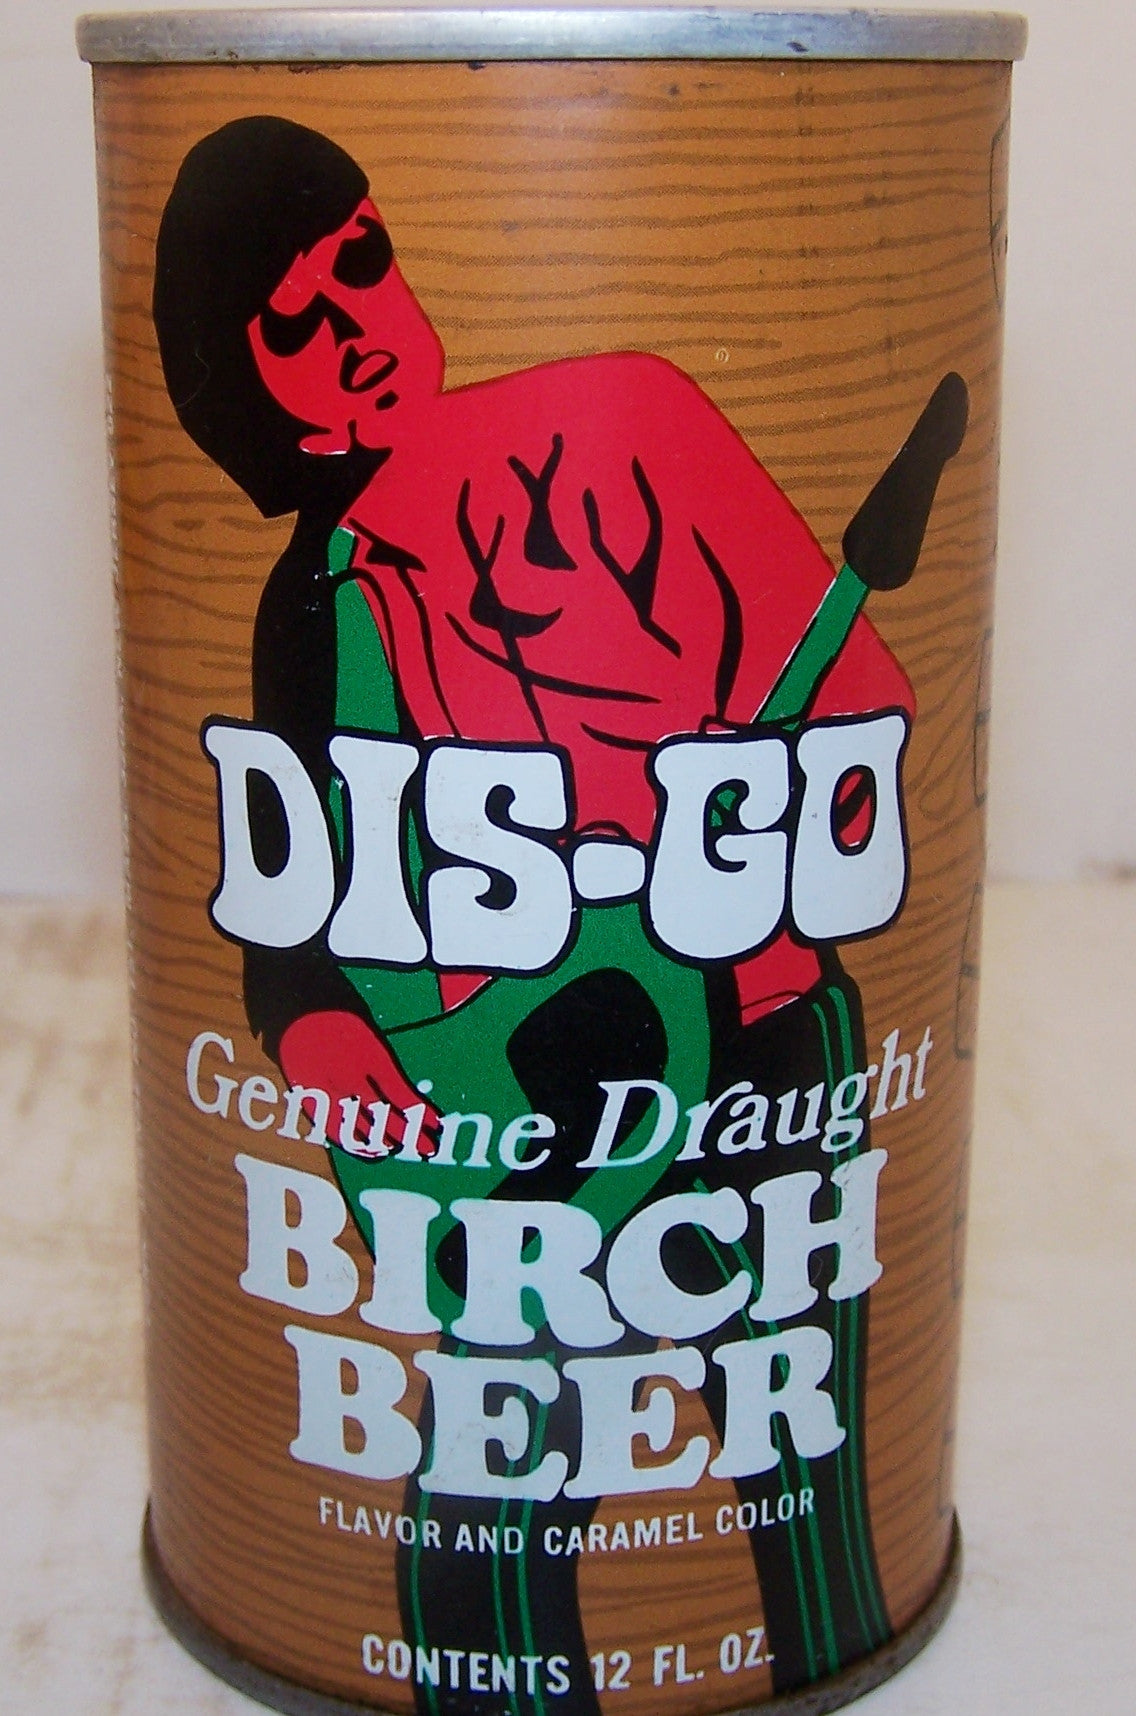 DIS-GO
Genuine Draught
BIRCH
BEER
FLAVOR AND CARAMEL COLOR
CONTENTS 12 FL. OZ.